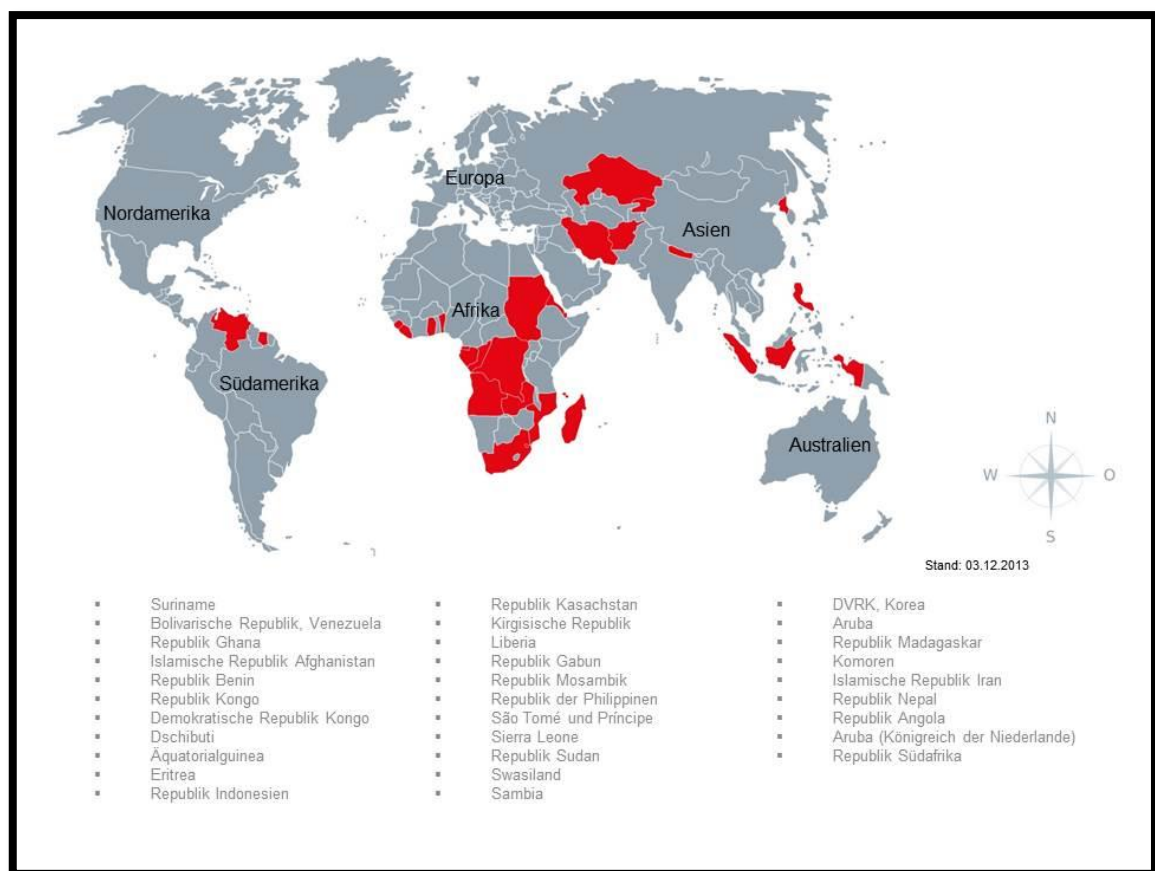 Europa
Nordamerika
Asien
Afrika
Südamerika
Australien
N
W
O
S
Stand: 03.12.2013
▪ Suriname
▪ Bolivarische Republik, Venezuela
▪ Republik Ghana
▪ Islamische Republik Afghanistan
▪ Republik Benin
▪ Republik Kongo
▪ Demokratische Republik Kongo
▪ Dschibuti
▪ Äquatorialguinea
▪ Eritrea
▪ Republik Indonesien
▪ Republik Kasachstan
▪ Kirgisische Republik
▪ Liberia
▪ Republik Gabun
▪ Republik Mosambik
▪ Republik der Philippinen
▪ São Tomé und Príncipe
▪ Sierra Leone
▪ Republik Sudan
▪ Swasiland
▪ Sambia
▪ DVRK, Korea
▪ Aruba
▪ Republik Madagaskar
▪ Komoren
▪ Islamische Republik Iran
▪ Republik Nepal
▪ Republik Angola
▪ Aruba (Königreich der Niederlande)
▪ Republik Südafrika